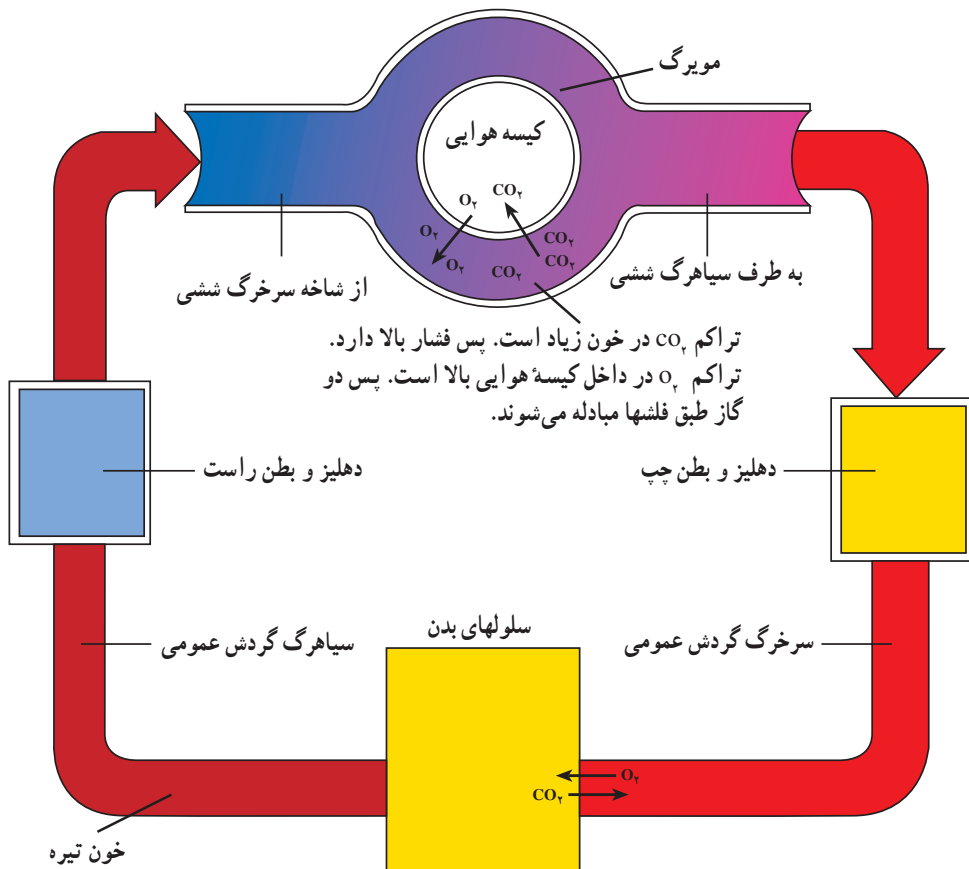 مویرگ
کیسه هوایی
CO۲
O۲
O۲
O۲
CO۲
CO۲
CO۲
به طرف سیاهرگ ششی
از شاخه سرخرگ ششی
تراکم CO۲ در خون زیاد است. پس فشار بالا دارد.
تراکم O۲ در داخل کیسهٔ هوایی بالا است. پس دو
گاز طبق فلشها مبادله می‌شوند.
دهلیز و بطن چپ
دهلیز و بطن راست
سلولهای بدن
سرخرگ گردش عمومی
سیاهرگ گردش عمومی
O۲
CO۲
خون تیره